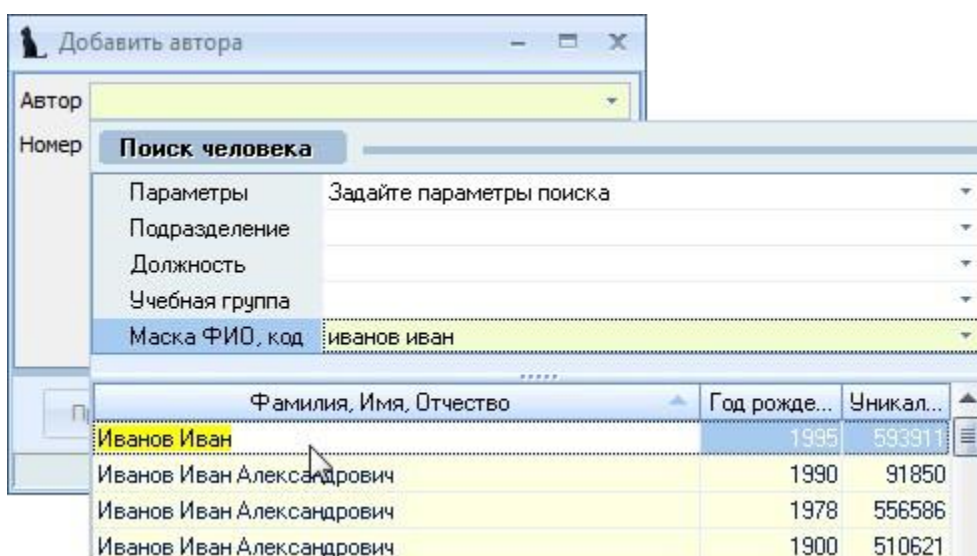 Добавить автора
Автор
Номер
Поиск человека
Параметры Задайте параметры поиска
Подразделение
Должность
Учебная группа
Маска ФИО, код иванов иван
Фамилия, Имя, Отчество Год рожде... Уникал...
Иванов Иван 1995 593911
Иванов Иван Александрович 1990 91850
Иванов Иван Александрович 1978 556586
Иванов Иван Александрович 1900 510621